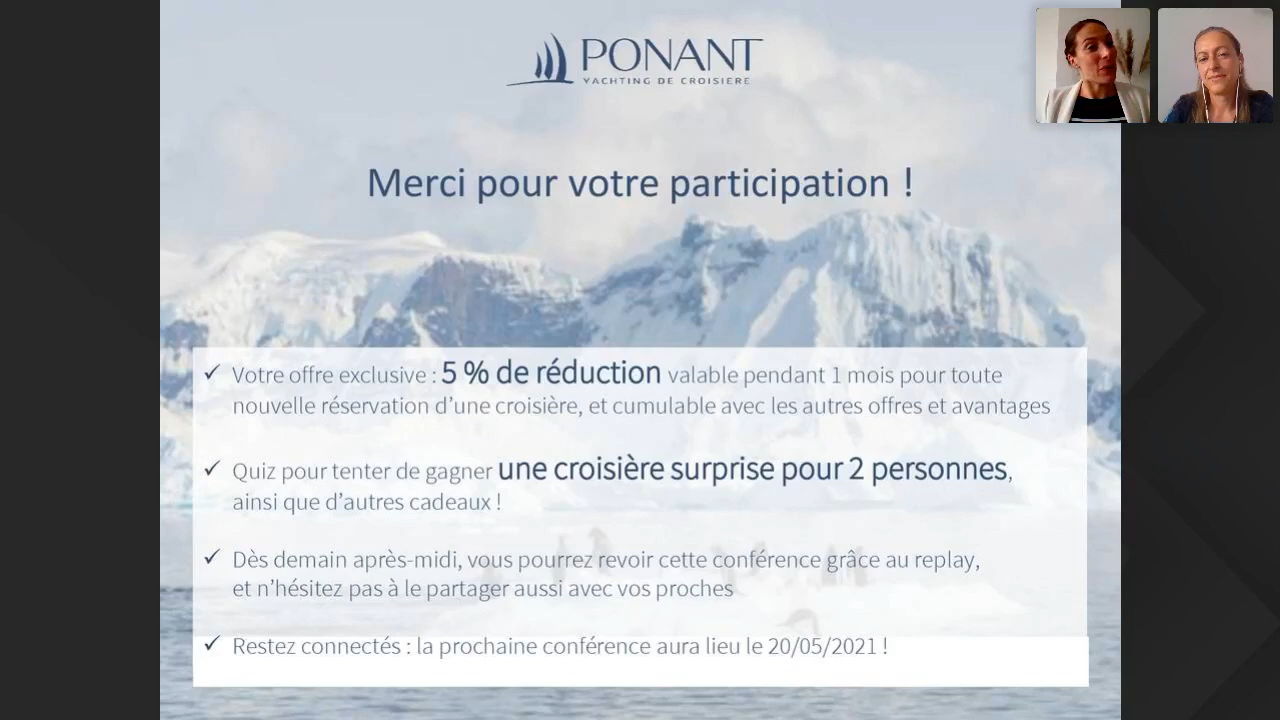 PONANT
YACHTING DE CROISIERE
Merci pour votre participation !
✓ Votre offre exclusive : 5 % de réduction valable pendant 1 mois pour toute
nouvelle réservation d’une croisière, et cumulable avec les autres offres et avantages
✓ Quiz pour tenter de gagner une croisière surprise pour 2 personnes,
ainsi que d’autres cadeaux !
✓ Dès demain après-midi, vous pourrez revoir cette conférence grâce au replay,
et n’hésitez pas à le partager aussi avec vos proches
✓ Restez connectés : la prochaine conférence aura lieu le 20/05/2021 !